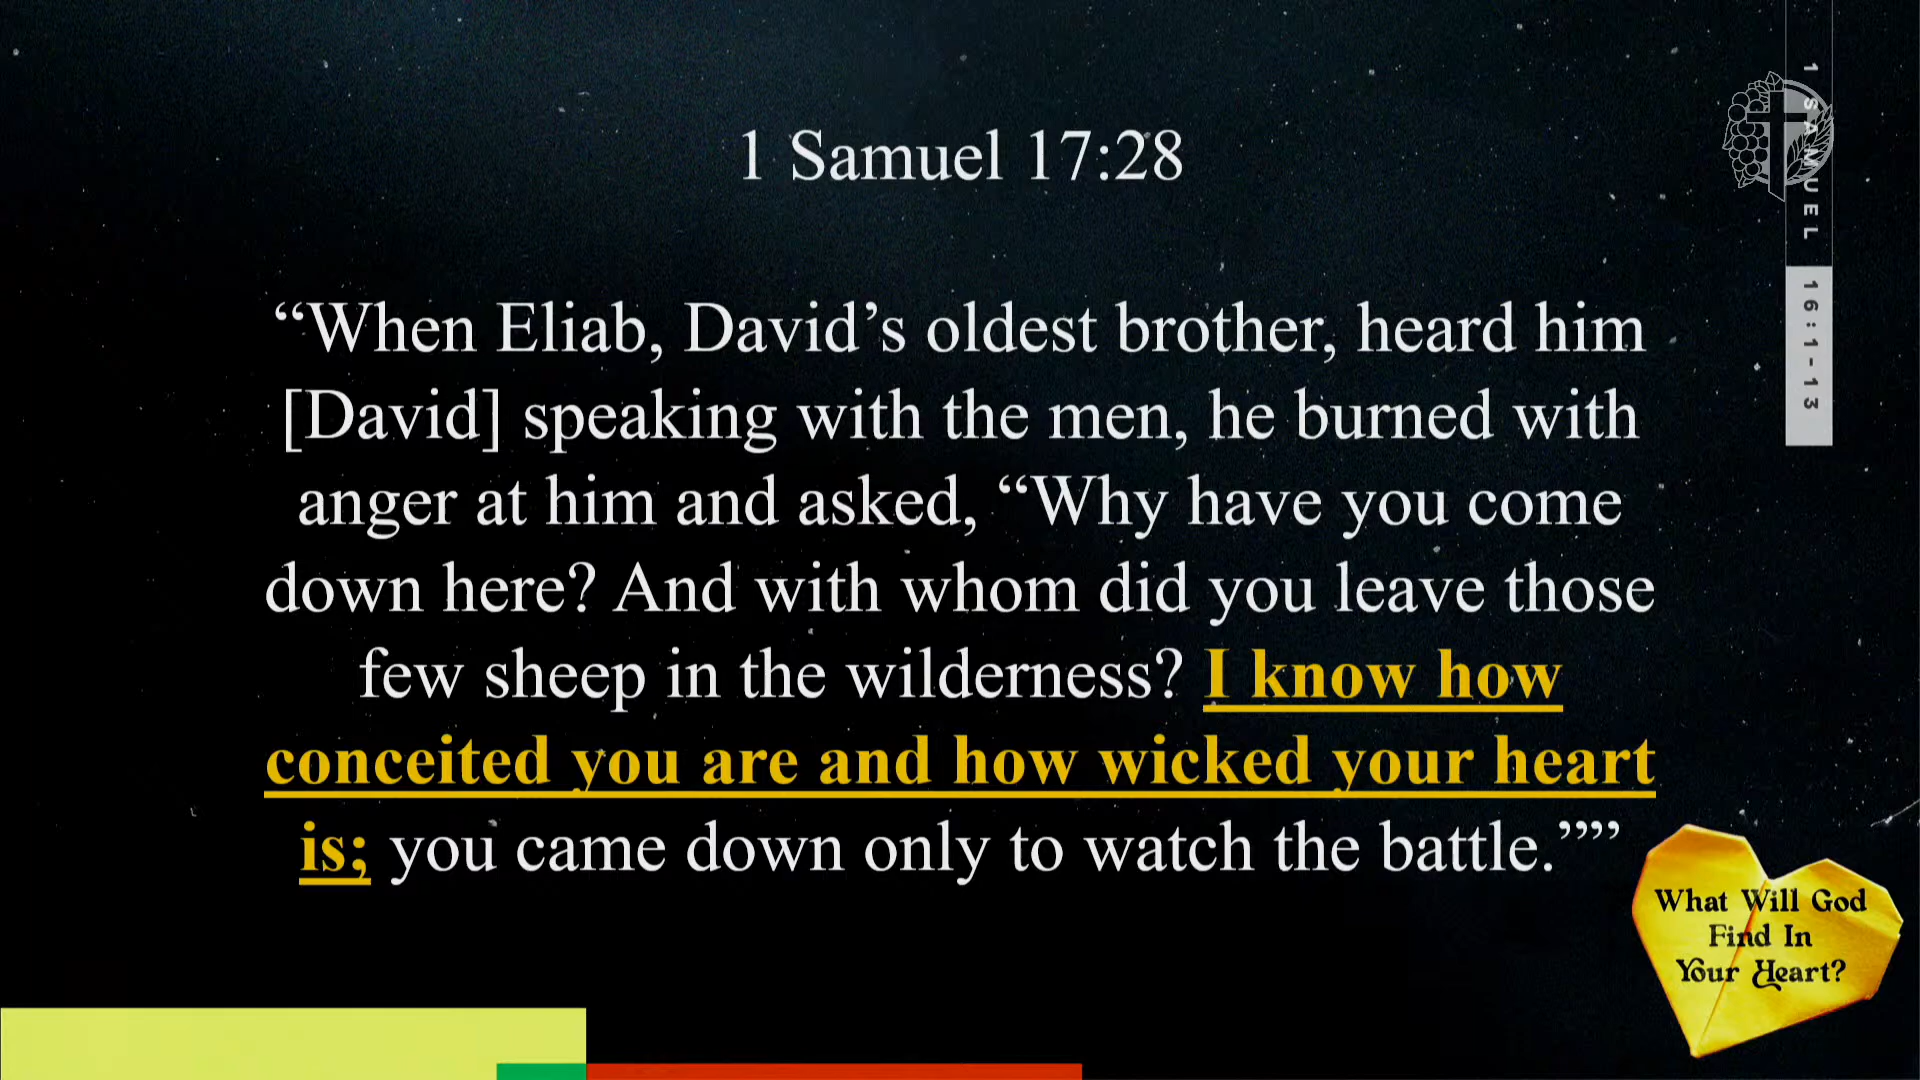 1 Samuel 17:28
“When Eliab, David’s oldest brother, heard him
[David] speaking with the men, he burned with
anger at him and asked, “Why have you come
down here? And with whom did you leave those
few sheep in the wilderness? I know how
conceited you are and how wicked your heart
is; you came down only to watch the battle.”””
1 SAMUEL 16:1-13
What Will God
Find In
Your Heart?